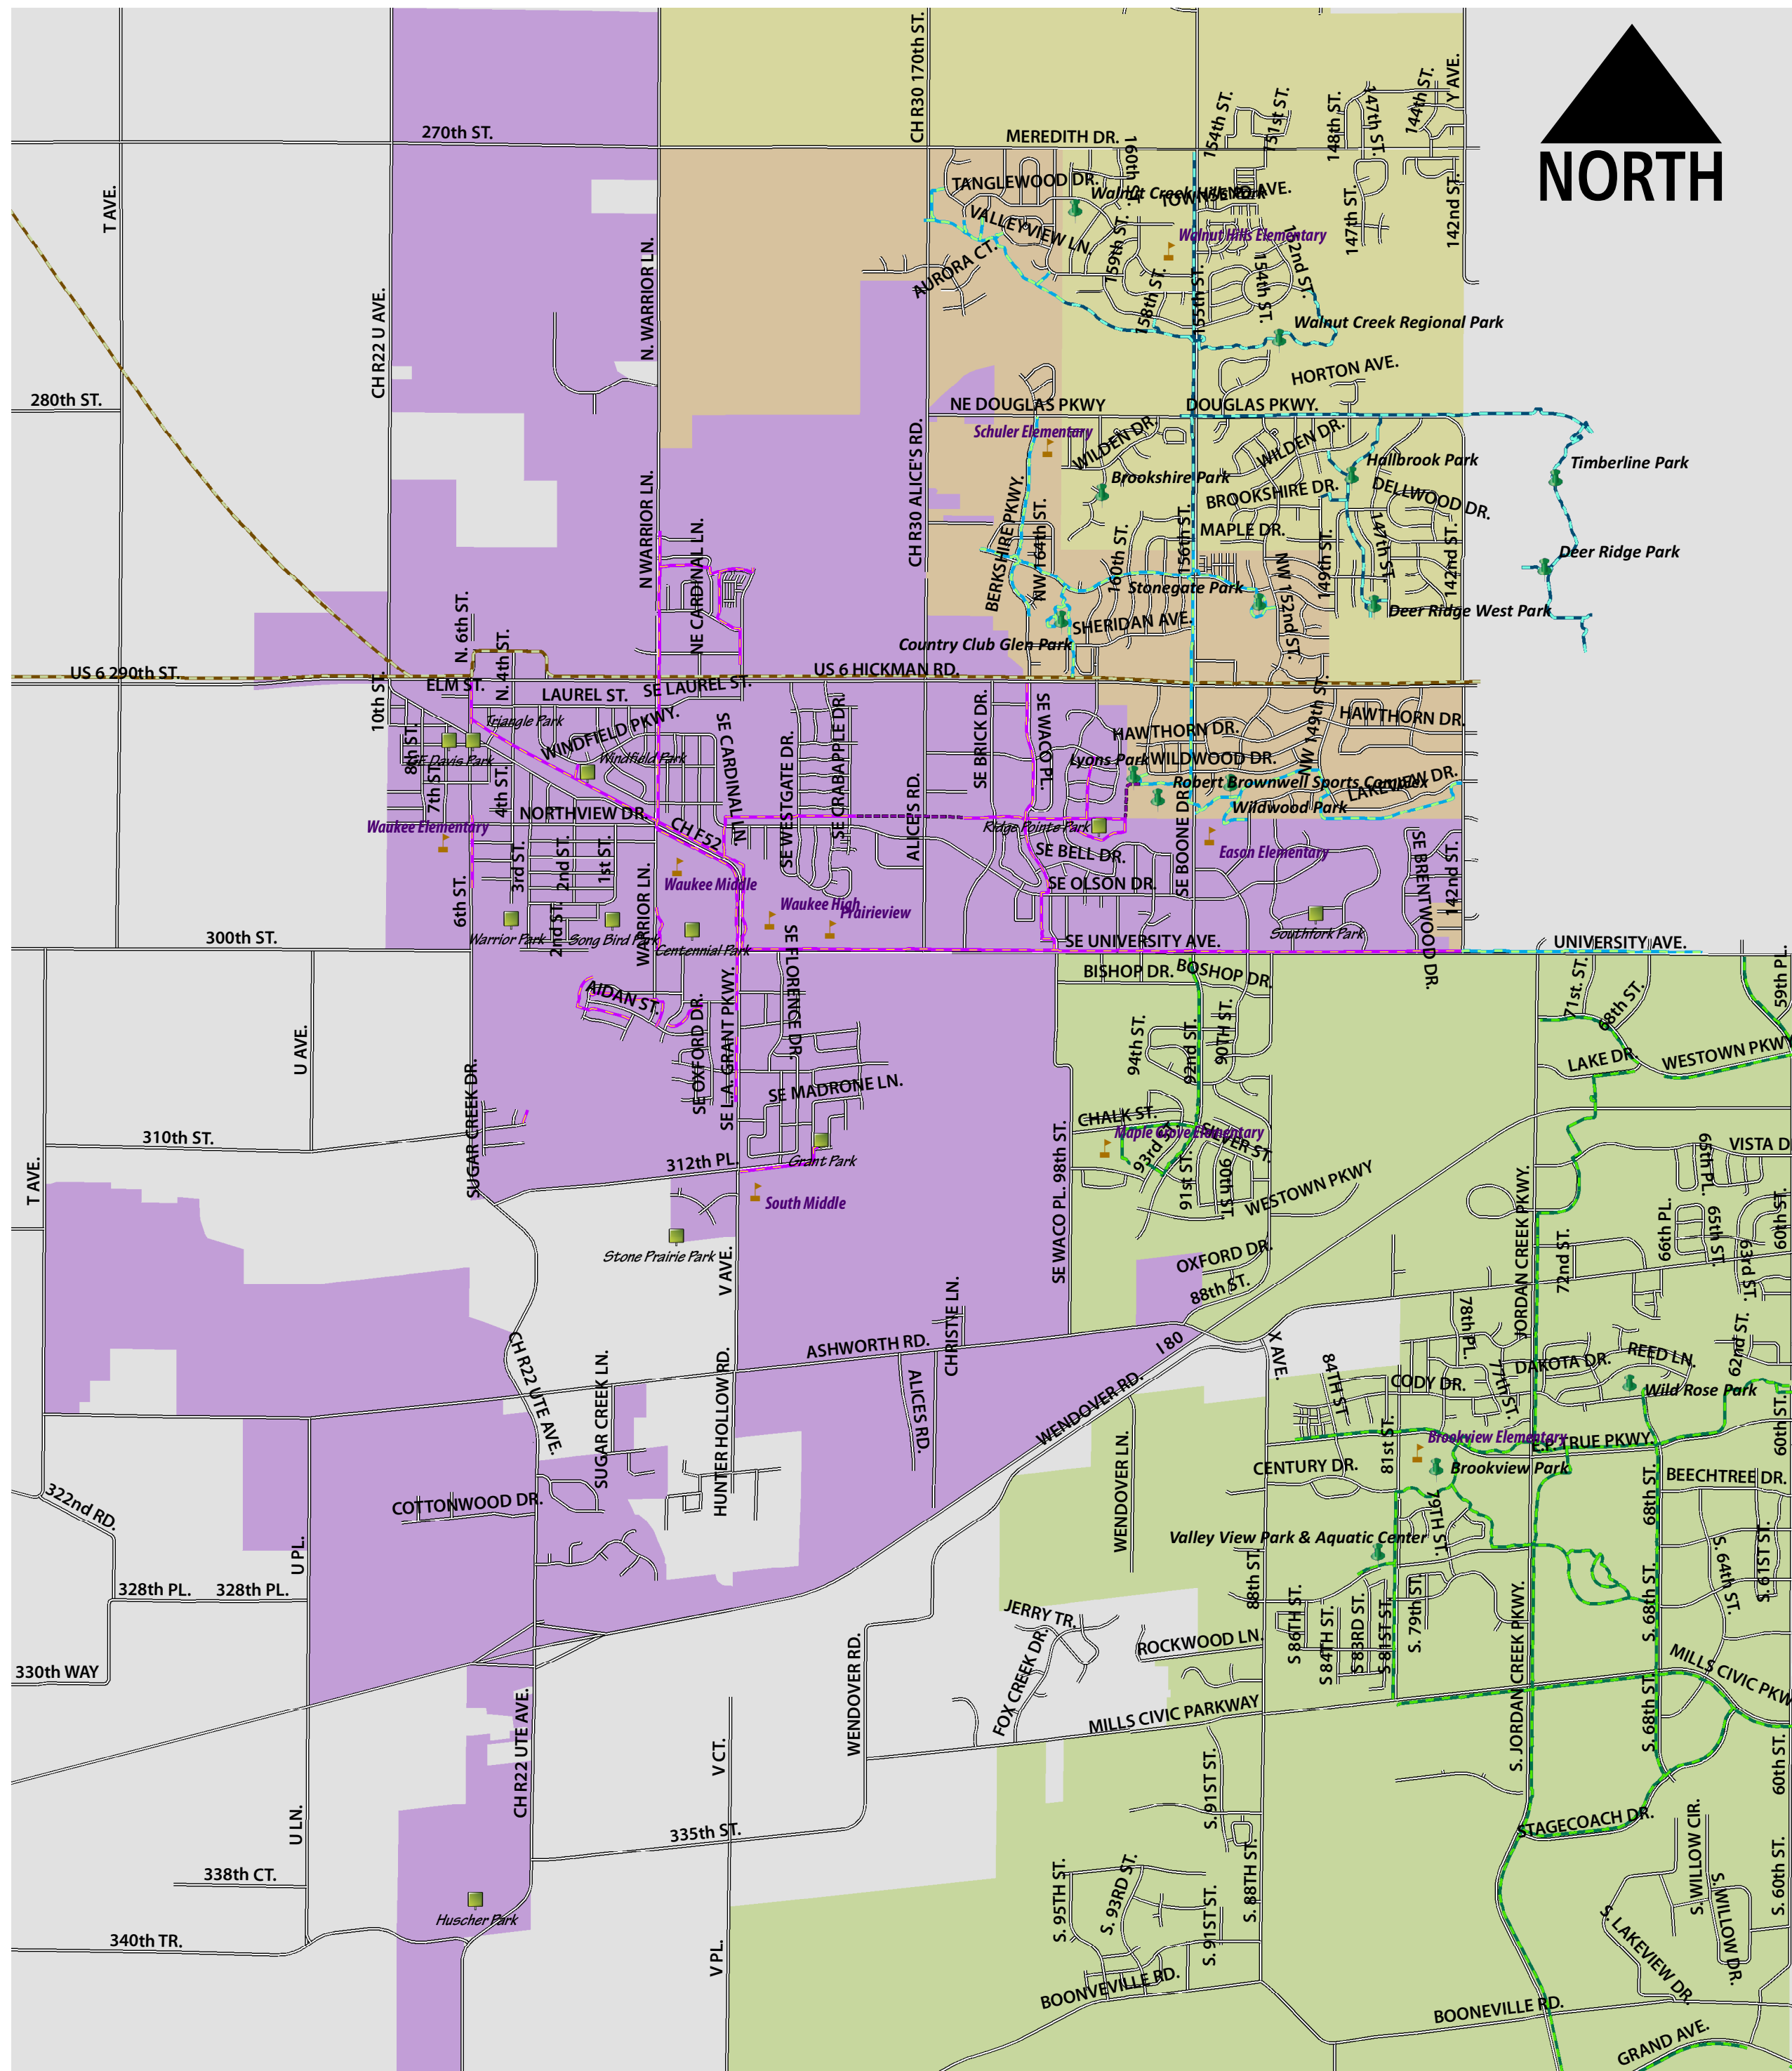 NORTH
CH R30 170th ST.
Y AVE.
144th ST.
147th ST.
148th ST.
151st ST.
154th ST.
270th ST.
MEREDITH DR.
160th ST.
T AVE.
TANGLEWOOD DR.
Walnut Creek Hills Park
TOWNSEND AVE.
147th ST.
142nd ST.
VALLEYVIEW LN.
Walnut Hills Elementary
159th ST.
152nd ST.
AURORA CT.
154th ST.
158th ST.
155th ST.
N. WARRIOR LN.
CH R22 U AVE.
Walnut Creek Regional Park
HORTON AVE.
280th ST.
NE DOUGLAS PKWY
DOUGLAS PKWY.
Schuler Elementary
WILDEN DR.
WILDEN DR.
CH R30 ALICE'S RD.
Hallbrook Park
Timberline Park
Brookshire Park
BROOKSHIRE DR.
DELLWOOD DR.
N WARRIOR LN.
BERKSHIRE PKWY.
NW 164th ST.
160th ST.
156th ST.
MAPLE DR.
149th ST.
147th ST.
142nd ST.
NE CARDINAL LN.
Deer Ridge Park
NW 152nd ST.
Stonegate Park
Deer Ridge West Park
N. 6th ST.
N. 4th ST.
SHERIDAN AVE.
Country Club Glen Park
US 6 290th ST.
US 6 HICKMAN RD.
10th ST.
ELM ST.
LAUREL ST.
SE LAUREL ST.
NW 149th ST.
HAWTHORN DR.
HAWTHORN DR.
Triangle Park
WINDFIELD PKWY.
SE CARDINAL LN.
SE CRABAPPLE DR.
SE WESTGATE DR.
SE BRICK DR.
SE WACO PL.
8th ST.
Windfield Park
Lyons Park
WILDWOOD DR.
7th ST.
4th ST.
Robert Brownwell Sports Complex
LAKEVIEW DR.
Wildwood Park
NORTHVIEW DR.
CH F52
ALICE'S RD.
Ridge Pointe Park
SE BOONE DR.
Waukee Elementary
SE BELL DR.
Eason Elementary
SE BRENTWOOD DR.
142nd ST.
3rd ST.
2nd ST.
1st ST.
6th ST.
Waukee Middle
SE OLSON DR.
Waukee High
Prairieview
WARRIOR LN.
2nd ST.
Warrior Park
Song Bird Park
Centennial Park
Southfork Park
300th ST.
SE UNIVERSITY AVE.
UNIVERSITY AVE.
SE FLORENCE DR.
BISHOP DR.
BOSHOP DR.
71st. ST.
68th ST.
59th PL.
AIDAN ST.
U AVE.
SE OXFORD DR.
SE L.A. GRANT PKWY.
94th ST.
92nd ST.
90TH ST.
LAKE DR.
WESTOWN PKWY
SUGAR CREEK DR.
SE MADRONE LN.
CHALK ST.
Maple Grove Elementary
SILVER ST.
93rd ST.
310th ST.
312th PL.
Grant Park
T AVE.
South Middle
SE WACO PL. 98th ST.
91st ST.
90th ST.
WESTOWN PKWY
VISTA D
65th PL.
65th ST.
66th PL.
63rd ST.
60th ST.
JORDAN CREEK PKWY.
72nd ST.
Stone Prairie Park
V AVE.
OXFORD DR.
88th ST.
CHRISTIE LN.
ASHWORTH RD.
I 80
X AVE.
78th PL.
77th ST.
62nd ST.
CH R22 UTE AVE.
SUGAR CREEK LN.
HUNTER HOLLOW RD.
ALICES RD.
WENDOVER RD.
84TH ST
CODY DR.
DAKOTA DR.
REED LN.
Wild Rose Park
60th ST.
81st ST.
Brookview Elementary
E.P. TRUE PKWY.
CENTURY DR.
Brookview Park
BEECHTREE DR.
322nd RD.
COTTONWOOD DR.
WENDOVER LN.
79TH ST.
68th ST.
Valley View Park & Aquatic Center
S. 64th ST.
S. 61ST ST.
U PL.
328th PL.
328th PL.
88th ST.
S 86TH ST.
S 84TH ST.
S 83RD ST.
S 81ST ST.
S. 79th ST.
S. 68th ST.
JERRY TR.
FOX CREEK DR.
ROCKWOOD LN.
330th WAY
WENDOVER RD.
S. JORDAN CREEK PKWY.
MILLS CIVIC PKW
MILLS CIVIC PARKWAY
S. 68th ST.
CH R22 UTE AVE.
V CT.
S. 91ST ST.
60th ST.
U LN.
335th ST.
STAGECOACH DR.
338th CT.
S. 95TH ST.
S. 93RD ST.
S. 91ST ST.
S. 88TH ST.
S. WILLOW CIR.
S. WILLOW DR.
S. 60th ST.
Huscher Park
340th TR.
V PL.
S. LAKEVIEW DR.
BOONVEVILLE RD.
BOONEVILLE RD.
GRAND AVE.